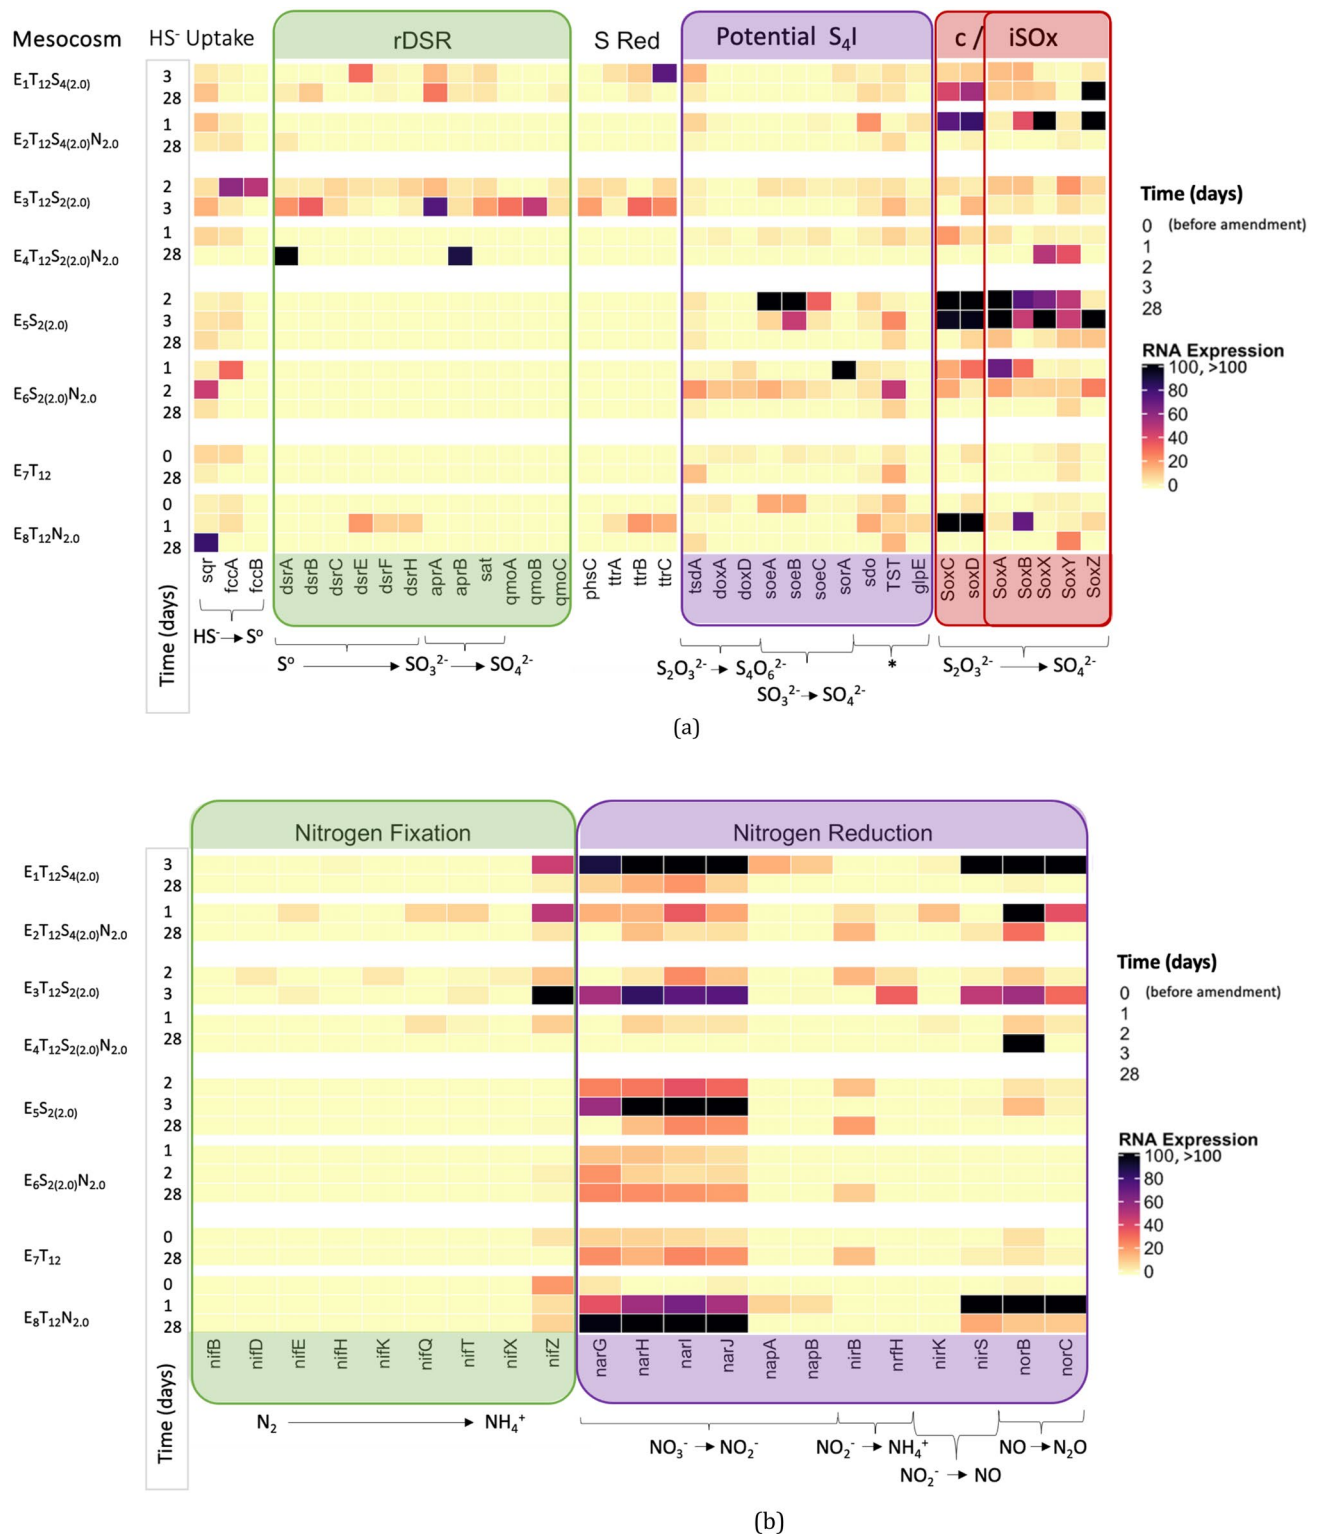 Mesocosm
HS⁻ Uptake
rDSR
S Red
Potential S₄I
c /
iSOx
E₁T₁₂S₄₍₂.₀₎
3
28
E₂T₁₂S₄₍₂.₀₎N₂.₀
1
28
E₃T₁₂S₂₍₂.₀₎
2
3
E₄T₁₂S₂₍₂.₀₎N₂.₀
1
28
E₅S₂₍₂.₀₎
2
3
28
E₆S₂₍₂.₀₎N₂.₀
1
2
28
E₇T₁₂
0
28
E₈T₁₂N₂.₀
0
1
28
Time (days)
0 (before amendment)
1
2
3
28
RNA Expression
100, >100
80
60
40
20
0
Time (days)
sqr fccA fccB dsrA dsrB dsrC dsrE dsrF dsrH aprA aprB sat qmoA qmoB qmoC phsC ttrA ttrB ttrC tsdA doxA doxD soeA soeB soeC sorA sdo TST glpE SoxC soxD SoxA SoxB SoxX SoxY SoxZ
HS⁻ → Sᵒ
Sᵒ → SO₃²⁻ → SO₄²⁻
S₂O₃²⁻ → S₄O₆²⁻
SO₃²⁻ → SO₄²⁻
*
S₂O₃²⁻ → SO₄²⁻
(a)
Nitrogen Fixation
Nitrogen Reduction
E₁T₁₂S₄₍₂.₀₎
3
28
E₂T₁₂S₄₍₂.₀₎N₂.₀
1
28
E₃T₁₂S₂₍₂.₀₎
2
3
E₄T₁₂S₂₍₂.₀₎N₂.₀
1
28
E₅S₂₍₂.₀₎
2
3
28
E₆S₂₍₂.₀₎N₂.₀
1
2
28
E₇T₁₂
0
28
E₈T₁₂N₂.₀
0
1
28
Time (days)
0 (before amendment)
1
2
3
28
RNA Expression
100, >100
80
60
40
20
0
Time (days)
nifB nifD nifE nifH nifK nifQ nifT nifX nifZ narG narH narI narJ napA napB nirB nrfH nirK nirS norB norC
N₂ → NH₄⁺
NO₃⁻ → NO₂⁻
NO₂⁻ → NH₄⁺
NO₂⁻ → NO
NO → N₂O
(b)